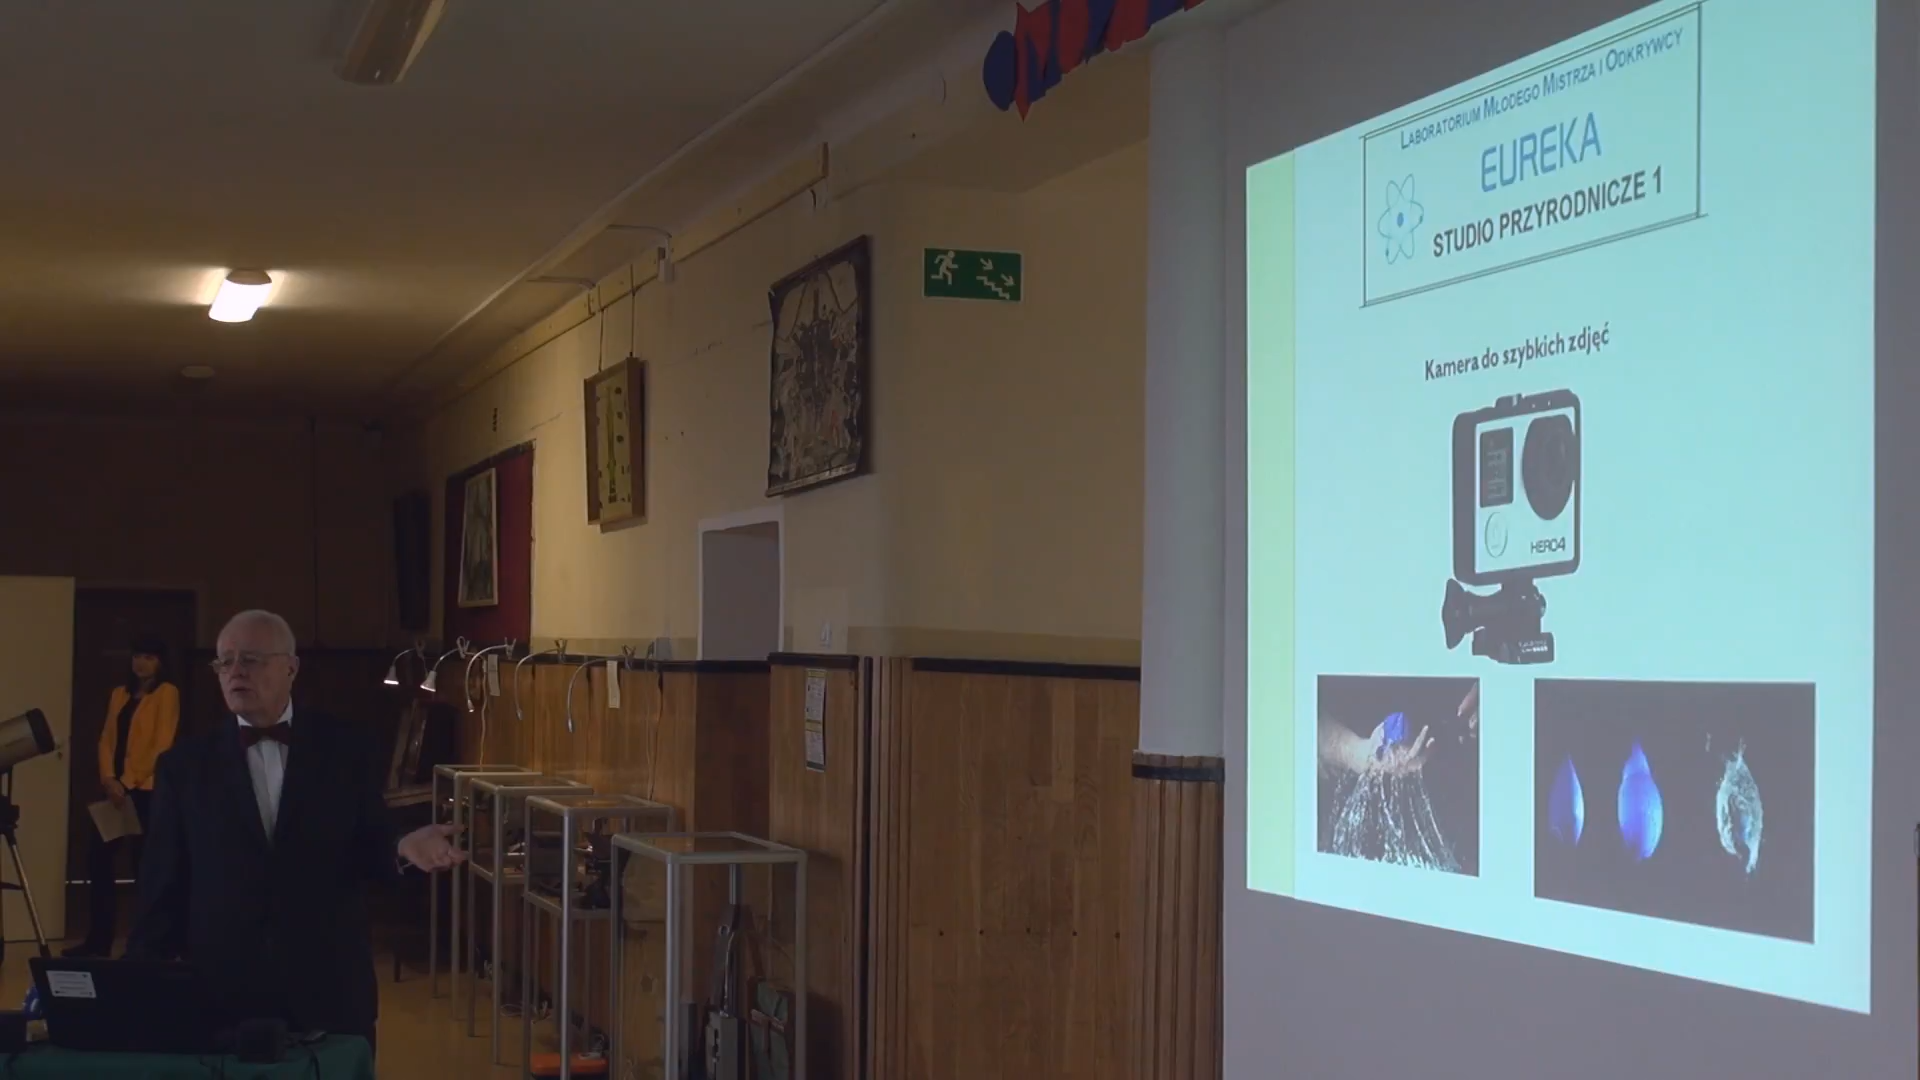 LABORATORIUM MŁODEGO MISTRZA I ODKRYWCY
EUREKA
STUDIO PRZYRODNICZE 1
Kamera do szybkich zdjęć
HERO4